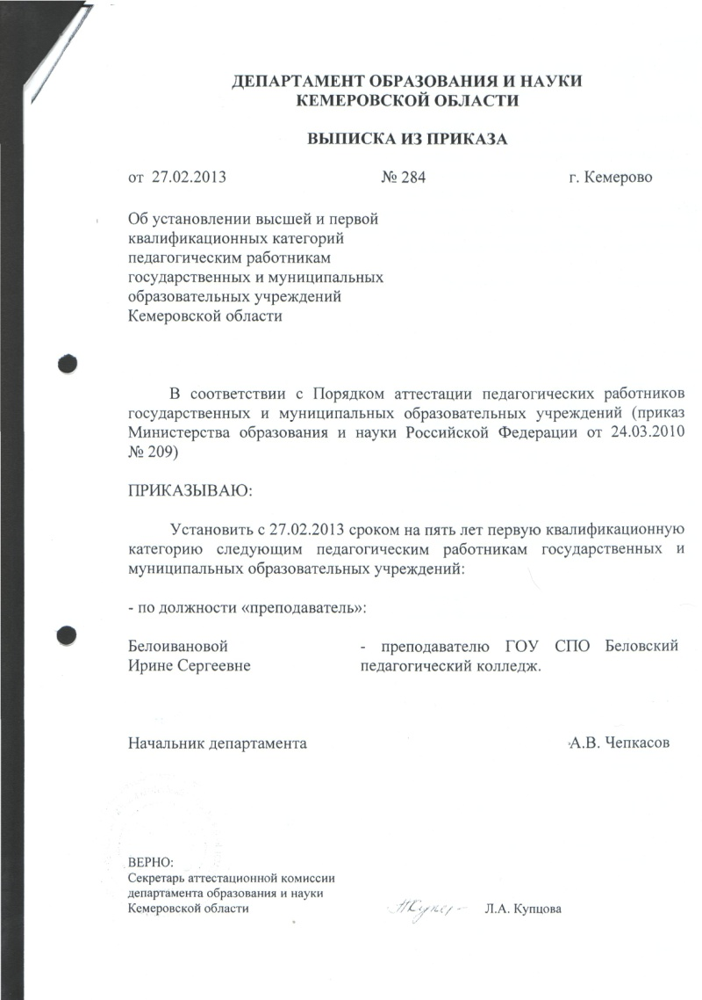 ДЕПАРТАМЕНТ ОБРАЗОВАНИЯ И НАУКИ
КЕМЕРОВСКОЙ ОБЛАСТИ
ВЫПИСКА ИЗ ПРИКАЗА
от 27.02.2013 № 284 г. Кемерово
Об установлении высшей и первой
квалификационных категорий
педагогическим работникам
государственных и муниципальных
образовательных учреждений
Кемеровской области
В соответствии с Порядком аттестации педагогических работников
государственных и муниципальных образовательных учреждений (приказ
Министерства образования и науки Российской Федерации от 24.03.2010
№ 209)
ПРИКАЗЫВАЮ:
Установить с 27.02.2013 сроком на пять лет первую квалификационную
категорию следующим педагогическим работникам государственных и
муниципальных образовательных учреждений:
- по должности «преподаватель»:
Белоивановой - преподавателю ГОУ СПО Беловский
Ирине Сергеевне педагогический колледж.
Начальник департамента А.В. Чепкасов
ВЕРНО:
Секретарь аттестационной комиссии
департамента образования и науки
Кемеровской области Л.А. Купцова